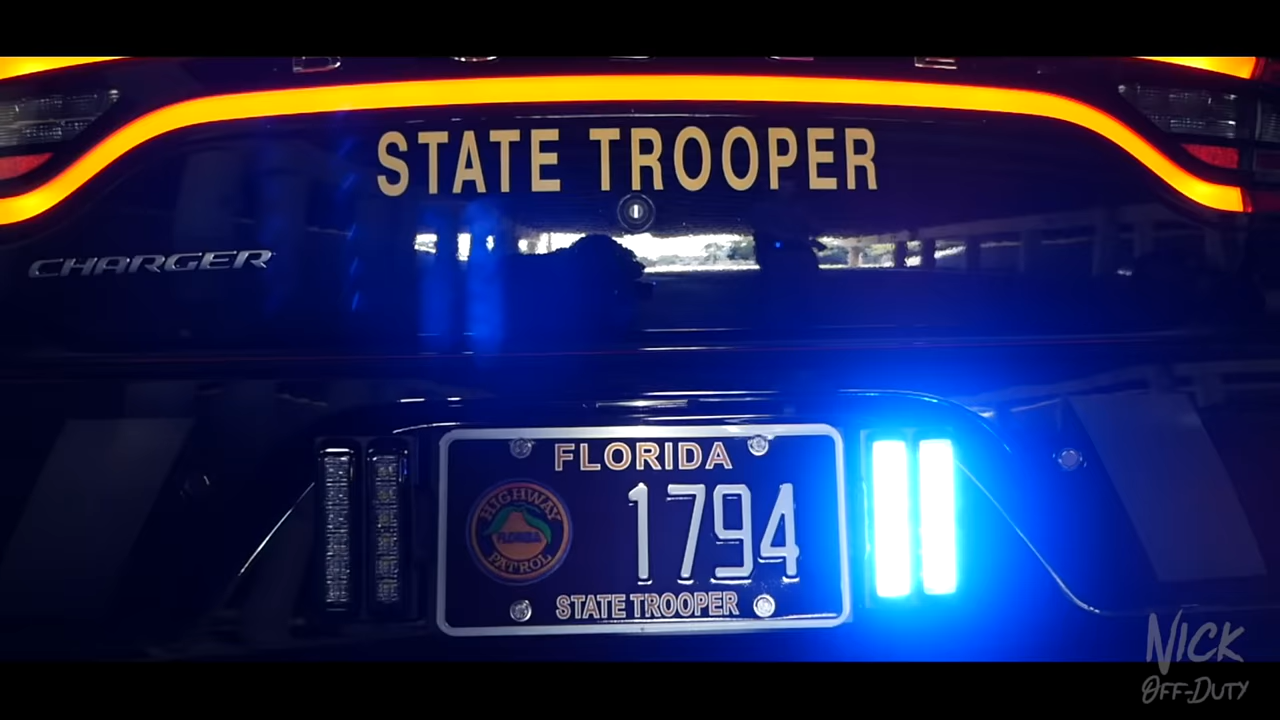 STATE TROOPER
CHARGER
FLORIDA
HIGHWAY
FLORIDA
PATROL
1794
STATE TROOPER
NICK
OFF-DUTY